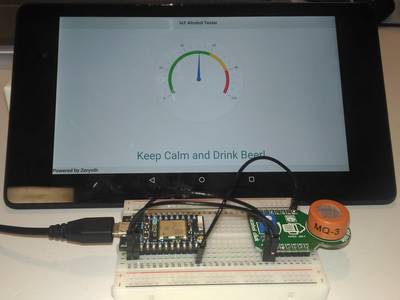 IoT Alcohol Tester
Keep Calm and Drink Beer!
Powered by Zerynth
MQ-3